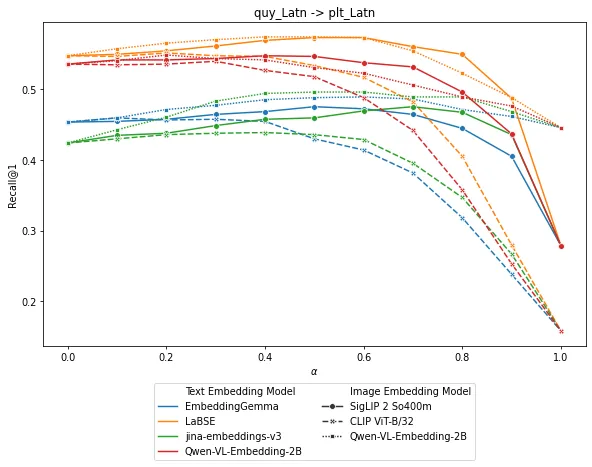 quy_Latn -> plt_Latn
Recall@1
0.5
0.4
0.3
0.2
0.0 0.2 0.4 0.6 0.8 1.0
α
Text Embedding Model
EmbeddingGemma
LaBSE
jina-embeddings-v3
Qwen-VL-Embedding-2B
Image Embedding Model
SigLIP 2 So400m
CLIP ViT-B/32
Qwen-VL-Embedding-2B